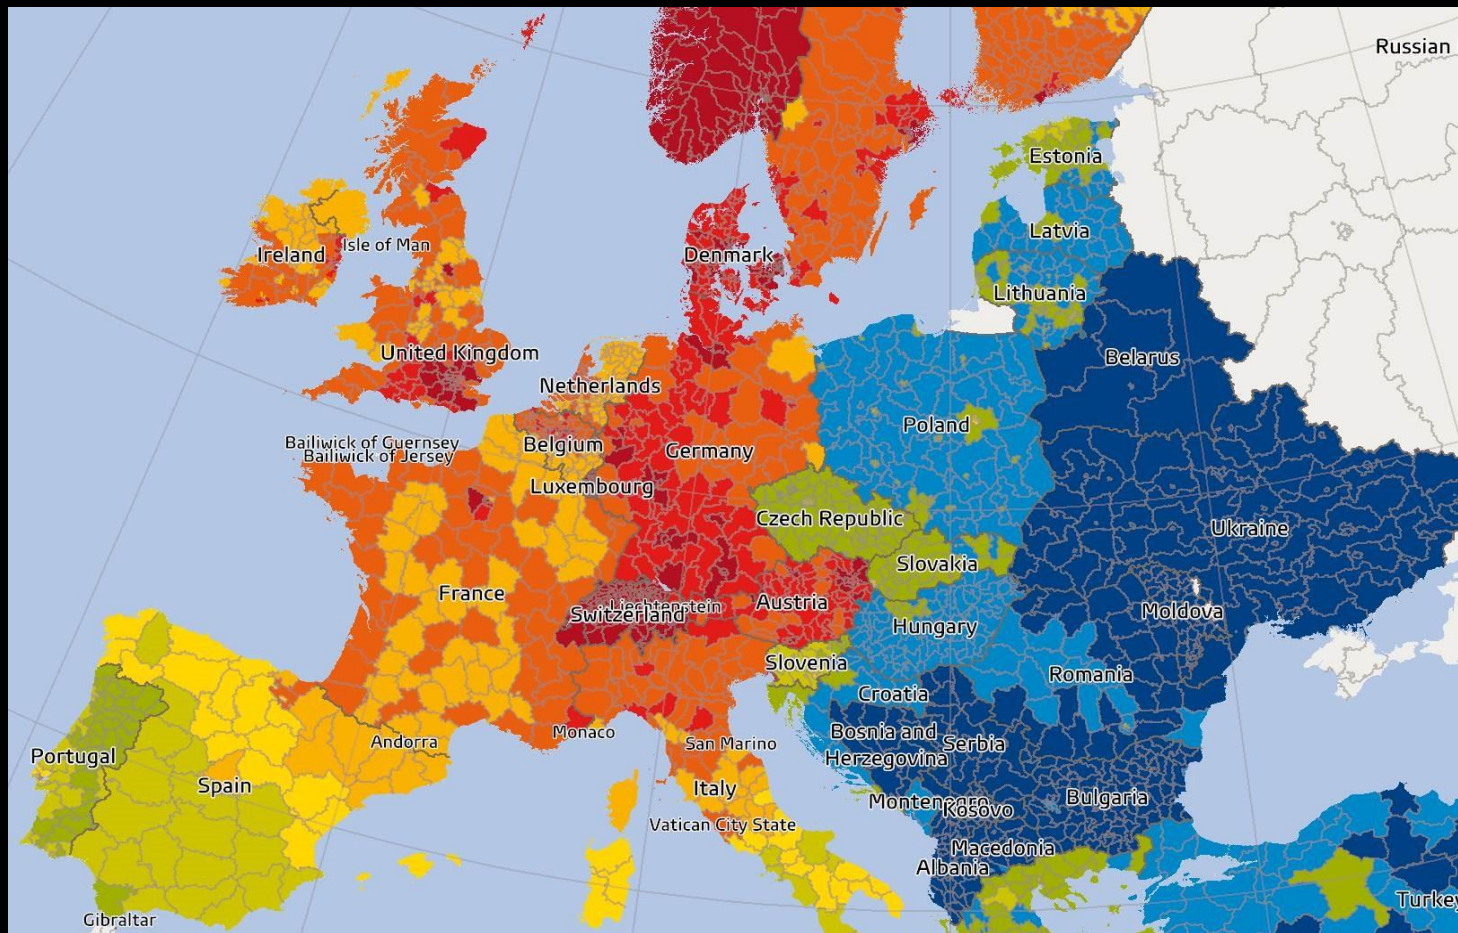 Russian
Estonia
Latvia
Lithuania
Ireland
Isle of Man
Denmark
United Kingdom
Netherlands
Belarus
Bailiwick of Guernsey
Bailiwick of Jersey
Belgium
Germany
Poland
Luxembourg
Czech Republic
Ukraine
Slovakia
France
Switzerland
Liechtenstein
Austria
Hungary
Moldova
Slovenia
Croatia
Romania
Portugal
Andorra
Monaco
San Marino
Bosnia and
Herzegovina
Serbia
Spain
Italy
Montenegro
Kosovo
Bulgaria
Vatican City State
Macedonia
Albania
Gibraltar
Turkey